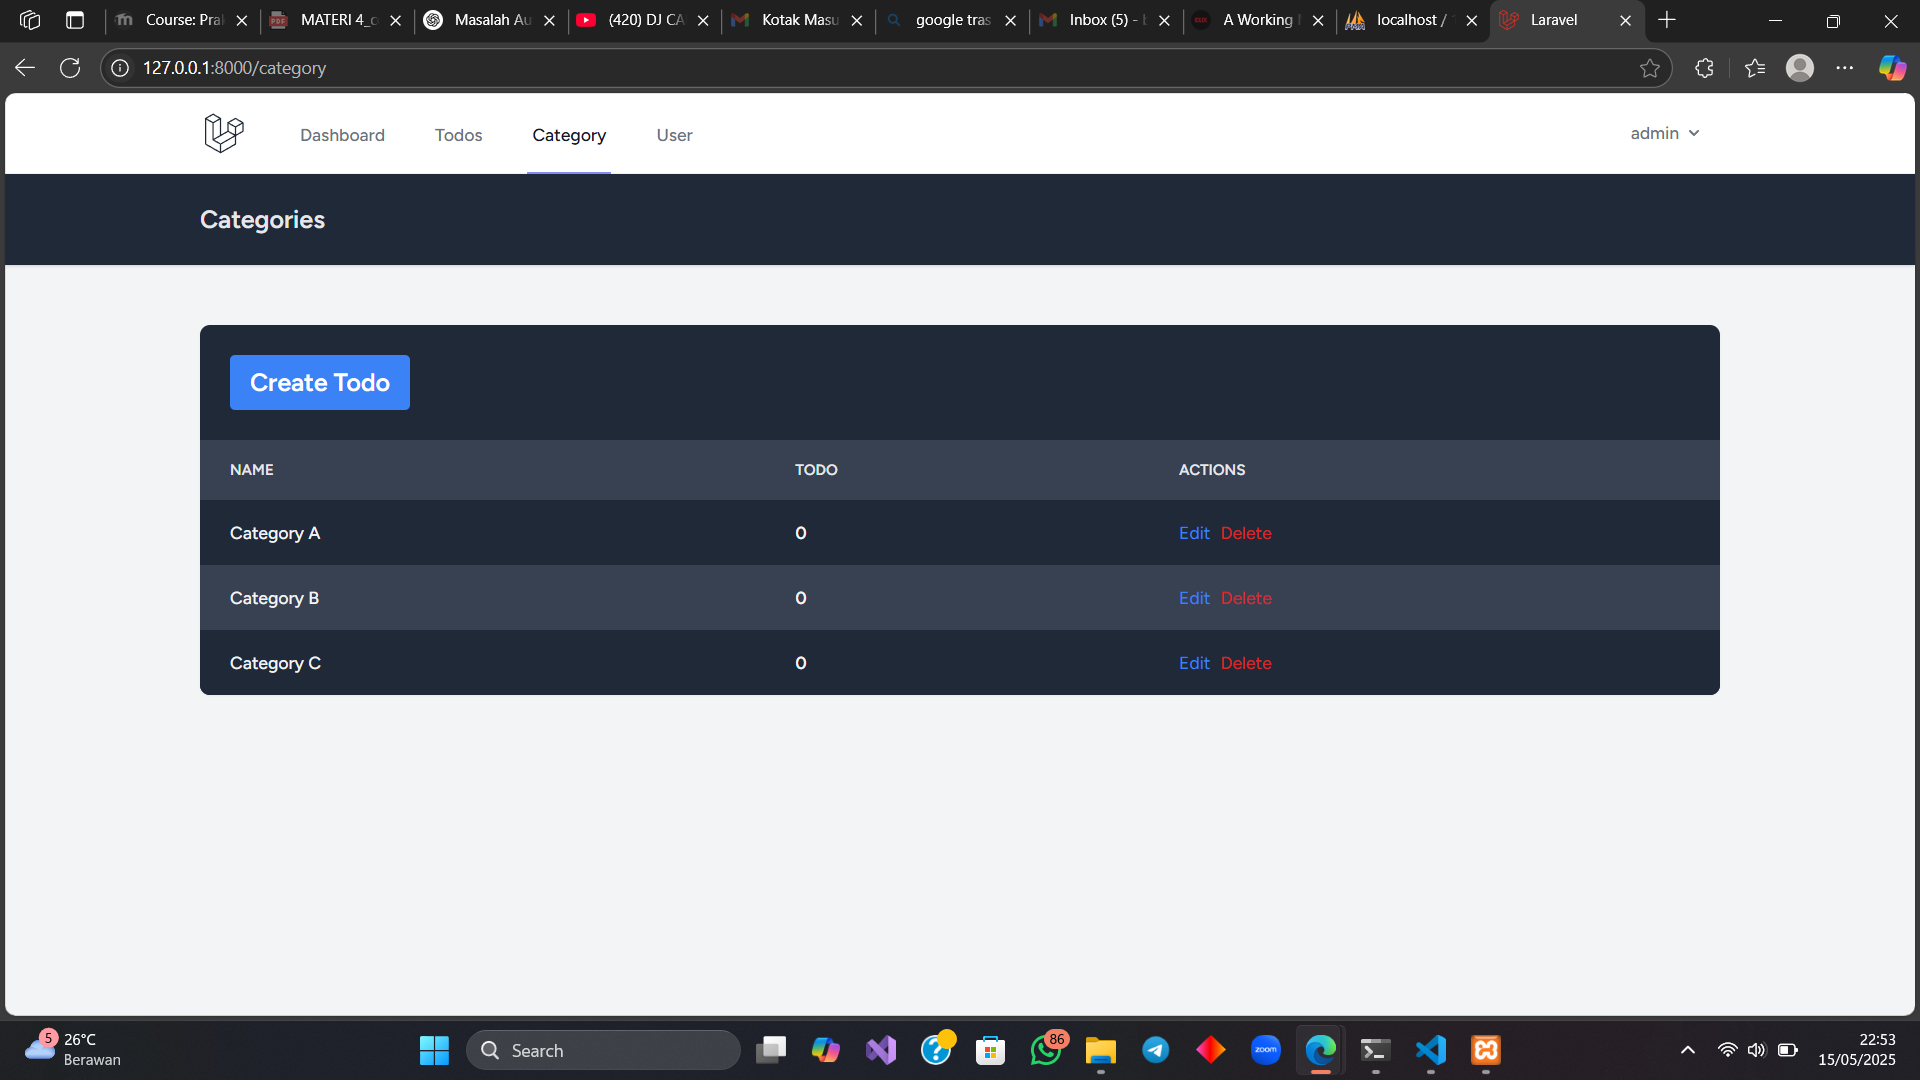 Course: Pral
MATERI 4_c
Masalah Au
(420) DJ CA
Kotak Masu
google tras
Inbox (5) - b
A Working
localhost /
Laravel
127.0.0.1:8000/category
Dashboard
Todos
Category
User
admin
Categories
Create Todo
NAME TODO ACTIONS
Category A 0 Edit Delete
Category B 0 Edit Delete
Category C 0 Edit Delete
5
26°C
Berawan
Search
86
zoom
22:53
15/05/2025